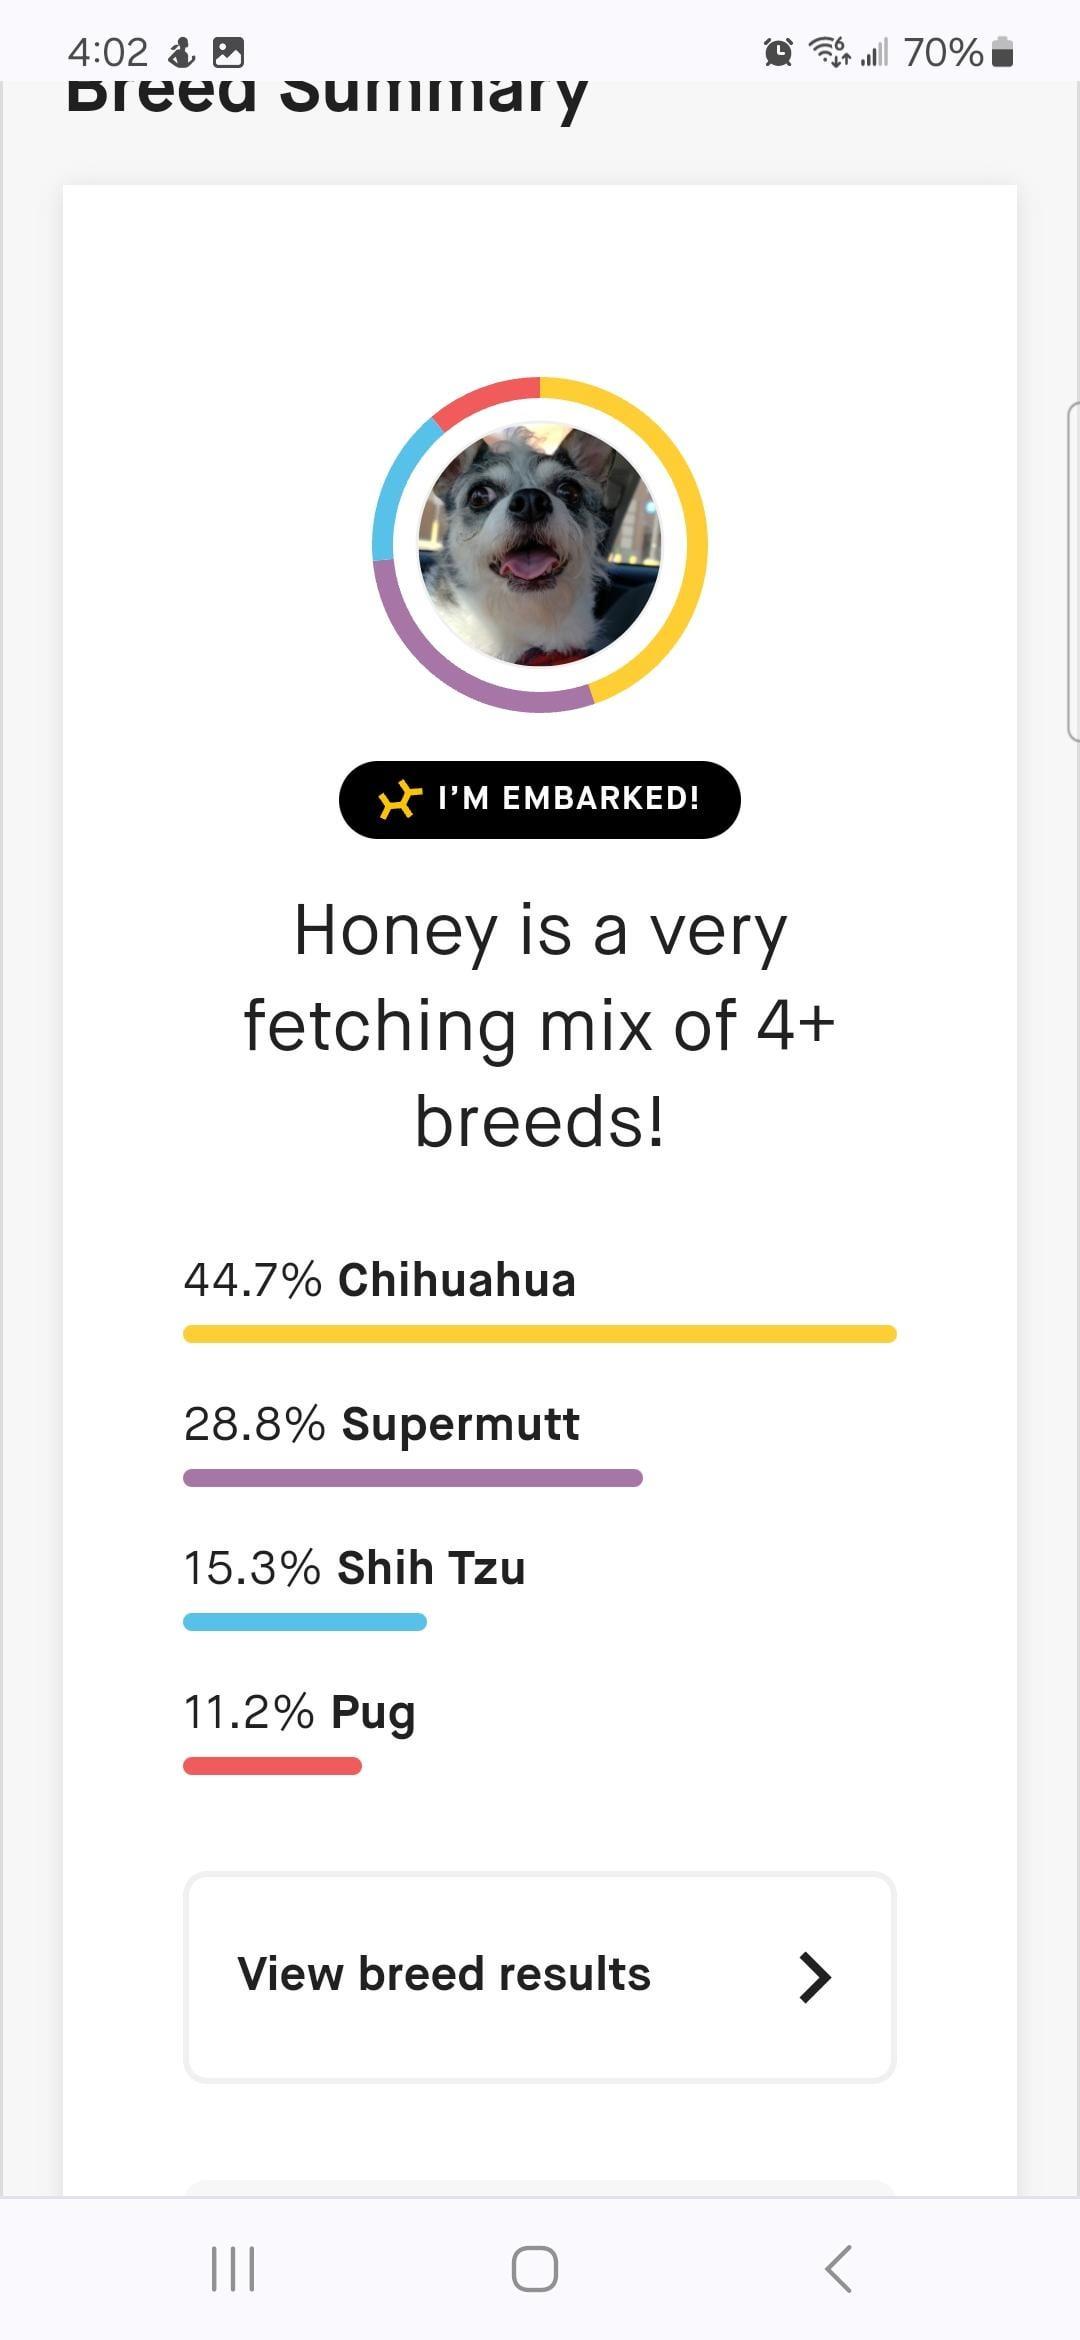 4:02 70%
Breed Summary
I'M EMBARKED!
Honey is a very
fetching mix of 4+
breeds!
44.7% Chihuahua
28.8% Supermutt
15.3% Shih Tzu
11.2% Pug
View breed results